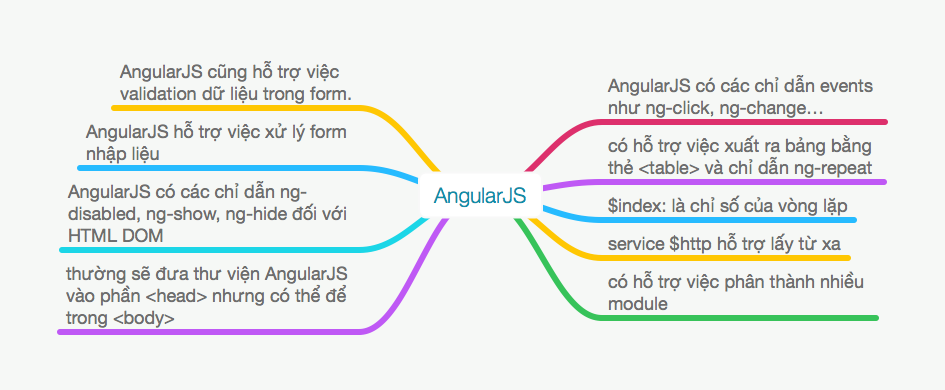 AngularJS cũng hỗ trợ việc
validation dữ liệu trong form.
AngularJS hỗ trợ việc xử lý form
nhập liệu
AngularJS có các chỉ dẫn ng-
disabled, ng-show, ng-hide đối với
HTML DOM
thường sẽ đưa thư viện AngularJS
vào phần <head> nhưng có thể để
trong <body>
AngularJS
AngularJS có các chỉ dẫn events
như ng-click, ng-change…
có hỗ trợ việc xuất ra bảng bằng
thẻ <table> và chỉ dẫn ng-repeat
$index: là chỉ số của vòng lặp
service $http hỗ trợ lấy từ xa
có hỗ trợ việc phân thành nhiều
module